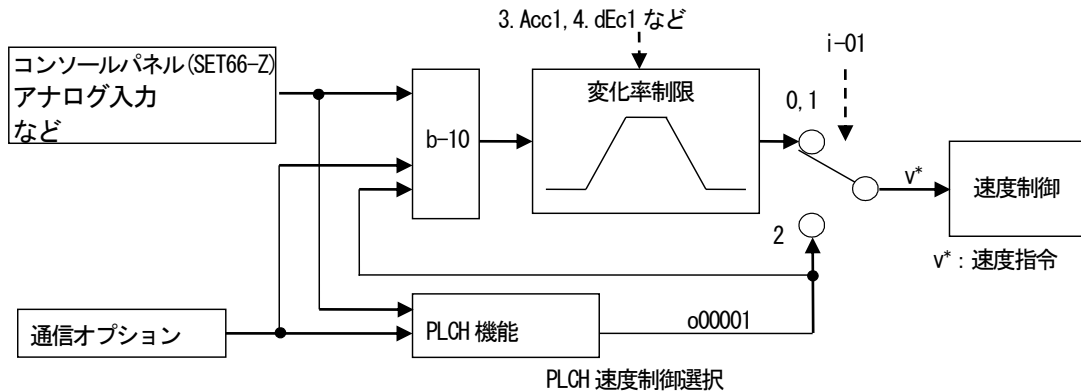 3.Acc1,4.dEc1 など
i-01
コンソールパネル(SET66-Z)
アナログ入力
など
変化率制限
0,1
b-10
v*
速度制御
2
v*：速度指令
通信オプション
PLCH 機能
o00001
PLCH 速度制御選択